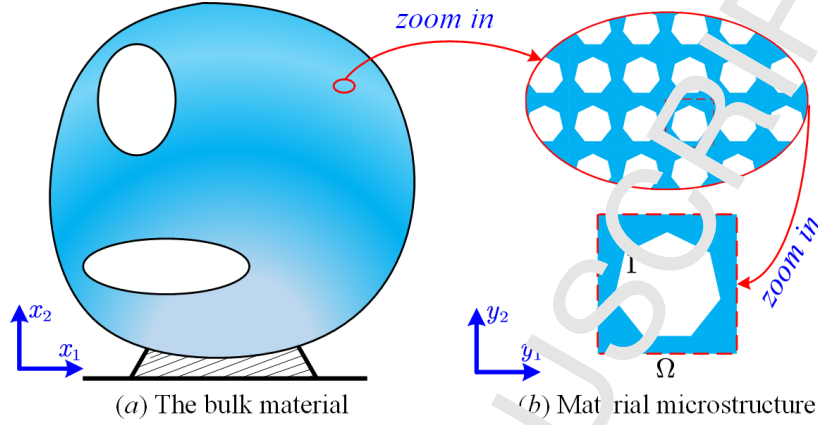 zoom in
zoom in
x₂
x₁
y₂
y₁
Ω
(a) The bulk material
(b) Material microstructure